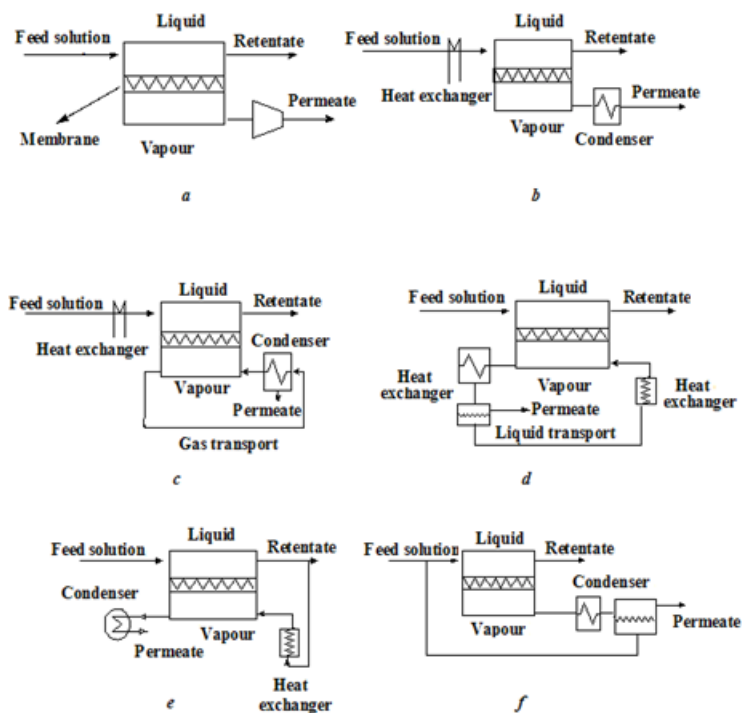 Liquid
Feed solution
Retentate
Permeate
Membrane
Vapour
a
Liquid
Feed solution
Retentate
Heat exchanger
Permeate
Vapour
Condenser
b
Liquid
Feed solution
Retentate
Condenser
Heat exchanger
Vapour
Permeate
Gas transport
c
Liquid
Feed solution
Retentate
Heat
exchanger
Vapour
Heat
exchanger
Permeate
Liquid transport
d
Liquid
Feed solution
Retentate
Condenser
Vapour
Permeate
Heat
exchanger
e
Liquid
Feed solution
Retentate
Condenser
Vapour
Permeate
f